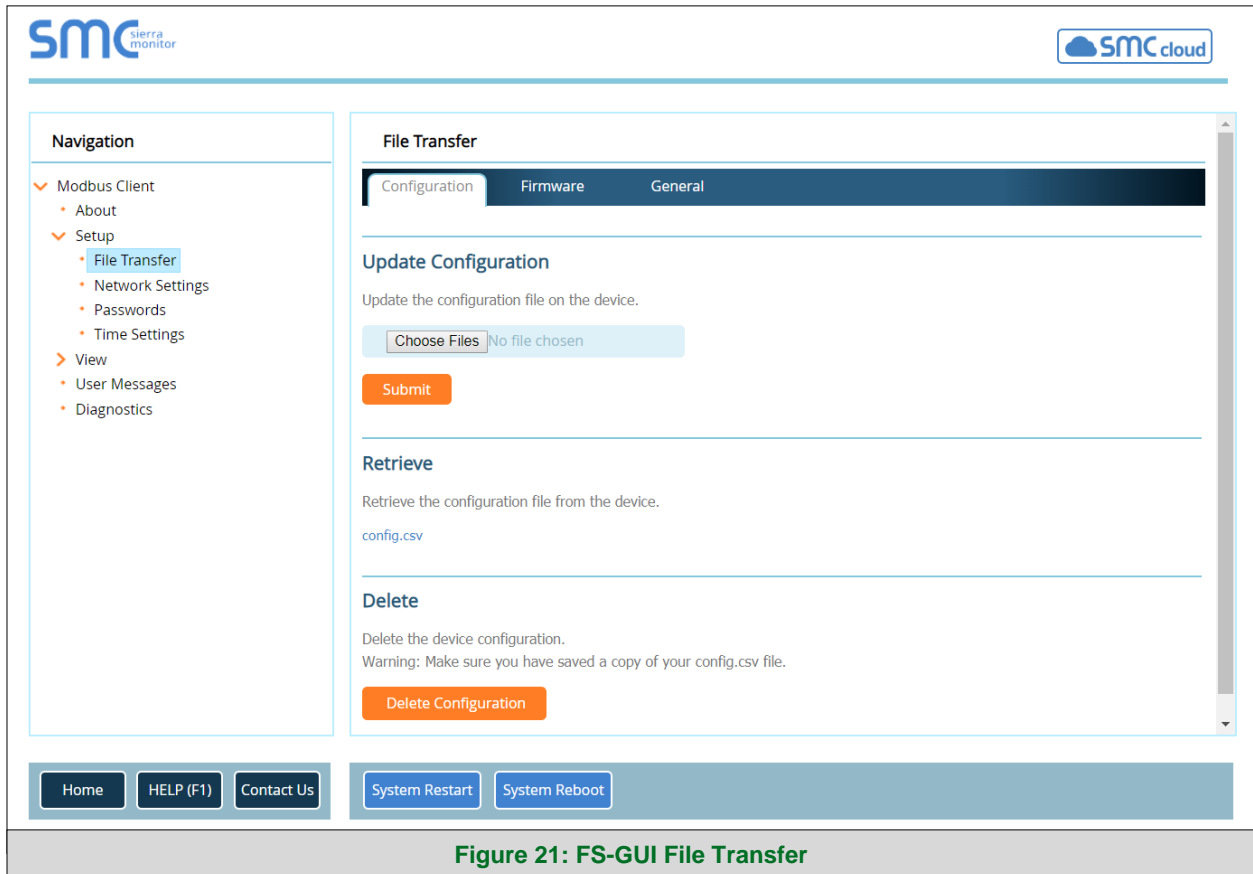 SMC sierra monitor
SMC cloud
Navigation
Modbus Client
About
Setup
File Transfer
Network Settings
Passwords
Time Settings
View
User Messages
Diagnostics
File Transfer
Configuration Firmware General
Update Configuration
Update the configuration file on the device.
Choose Files No file chosen
Submit
Retrieve
Retrieve the configuration file from the device.
config.csv
Delete
Delete the device configuration.
Warning: Make sure you have saved a copy of your config.csv file.
Delete Configuration
Home HELP (F1) Contact Us System Restart System Reboot
Figure 21: FS-GUI File Transfer